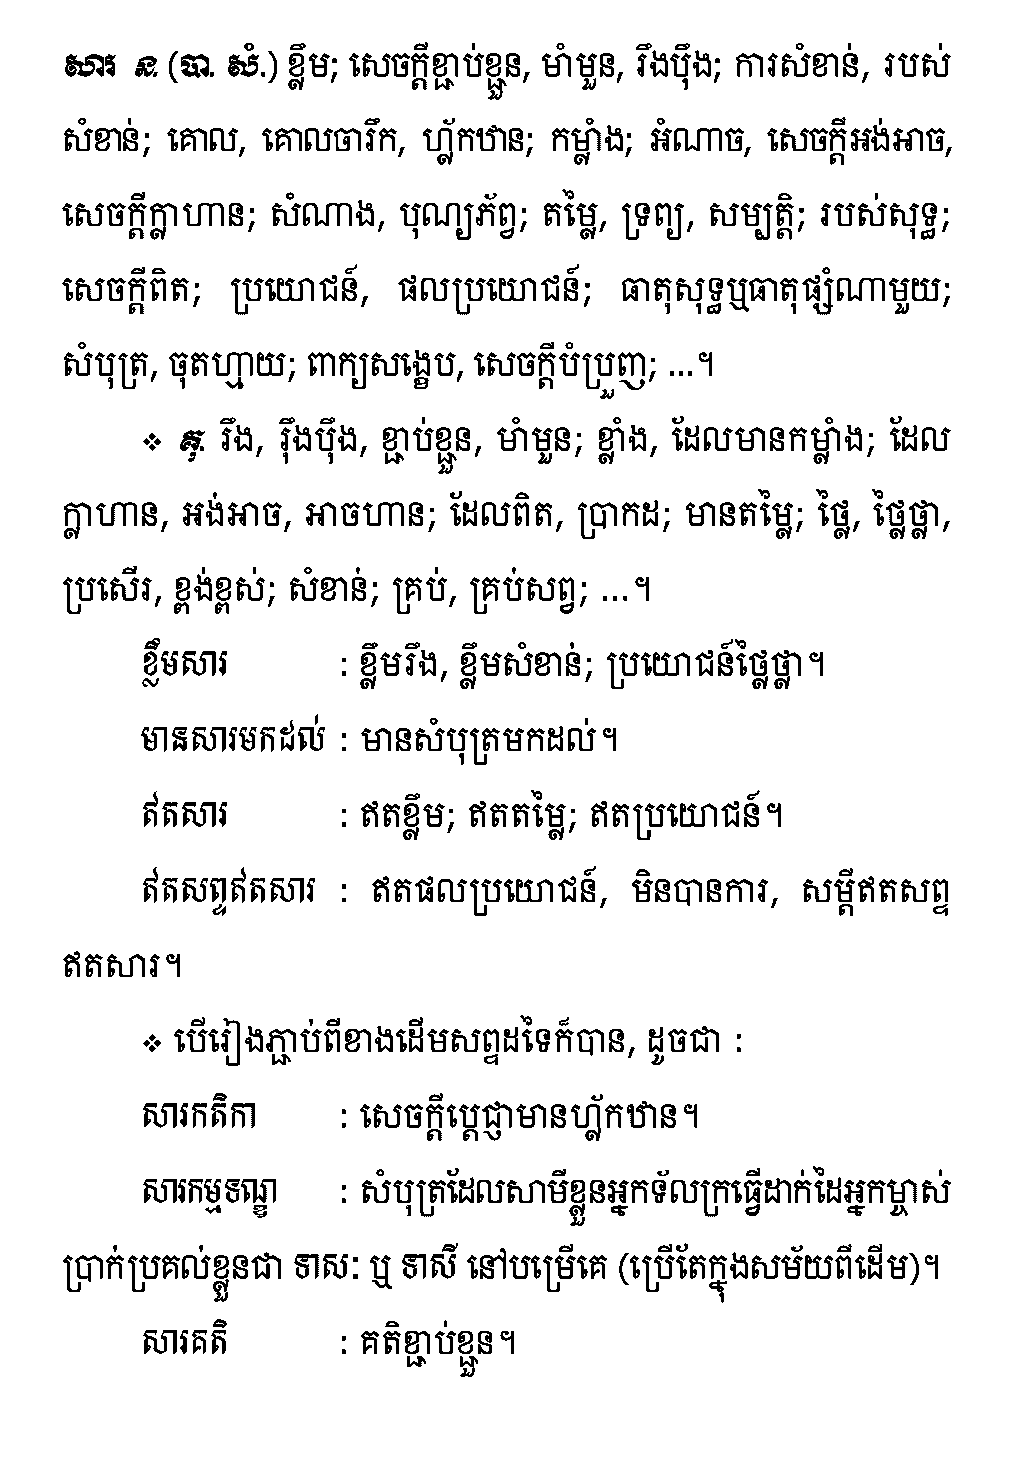 សារ ន. (បា. សំ.) ខ្លឹម; សេចក្ដីខ្ជាប់ខ្ជួន, មាំមួន, រឹងប៉ឹង; ការសំខាន់, របស់
សំខាន់; គោល, គោលចារឹក, ហ្ល័កឋាន; កម្លាំង; អំណាច, សេចក្ដីអង់អាច,
សេចក្ដីក្លាហាន; សំណាង, បុណ្យភ័ព្វ; តម្លៃ, ទ្រព្យ, សម្បត្តិ; របស់សុទ្ធ;
សេចក្ដីពិត; ប្រយោជន៍, ផលប្រយោជន៍; ធាតុសុទ្ធឬធាតុផ្សំណាមួយ;
សំបុត្រ, ចុតហ្មាយ; ពាក្យសង្ខេប, សេចក្ដីបំប្រួញ; ...។
❖ គុ. រឹង, រ៉ឹងប៉ឹង, ខ្ជាប់ខ្ជួន, មាំមួន; ខ្លាំង, ដែលមានកម្លាំង; ដែល
ក្លាហាន, អង់អាច, អាចហាន; ដែលពិត, ប្រាកដ; មានតម្លៃ; ថ្លៃ, ថ្លៃថ្លា,
ប្រសើរ, ខ្ពង់ខ្ពស់; សំខាន់; គ្រប់, គ្រប់សព្វ; ...។
ខ្លឹមសារ : ខ្លឹមរឹង, ខ្លឹមសំខាន់; ប្រយោជន៍ថ្លៃថ្លា។
មានសារមកដល់ : មានសំបុត្រមកដល់។
ឥតសារ : ឥតខ្លឹម; ឥតតម្លៃ; ឥតប្រយោជន៍។
ឥតសព្ទឥតសារ : ឥតផលប្រយោជន៍, មិនបានការ, សម្ដីឥតសព្ទ
ឥតសារ។
❖ បើរៀងភ្ជាប់ពីខាងដើមសព្ទដទៃក៏បាន, ដូចជា :
សារកតិកា : សេចក្ដីប្ដេជ្ញាមានហ្ល័កឋាន។
សារកម្មទណ្ឌ : សំបុត្រដែលសាមីខ្លួនអ្នកទ័លក្រធ្វើដាក់ដៃអ្នកម្ចាស់
ប្រាក់ប្រគល់ខ្លួនជា ទាសៈ ឬ ទាសី នៅបម្រើគេ (ប្រើតែក្នុងសម័យពីដើម)។
សារគតិ : គតិខ្ជាប់ខ្ជួន។